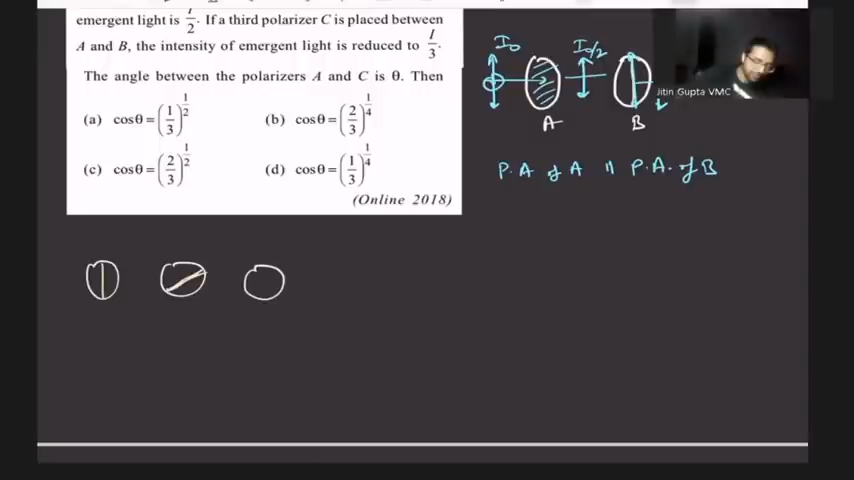 emergent light is I/2. If a third polarizer C is placed between
A and B, the intensity of emergent light is reduced to I/3.
The angle between the polarizers A and C is θ. Then
(a) cosθ = (1/3)^1/2 (b) cosθ = (2/3)^1/4
(c) cosθ = (2/3)^1/2 (d) cosθ = (1/3)^1/4
(Online 2018)
I₀ I₀/2
Jitin Gupta VMC
A B
P.A of A || P.A. of B